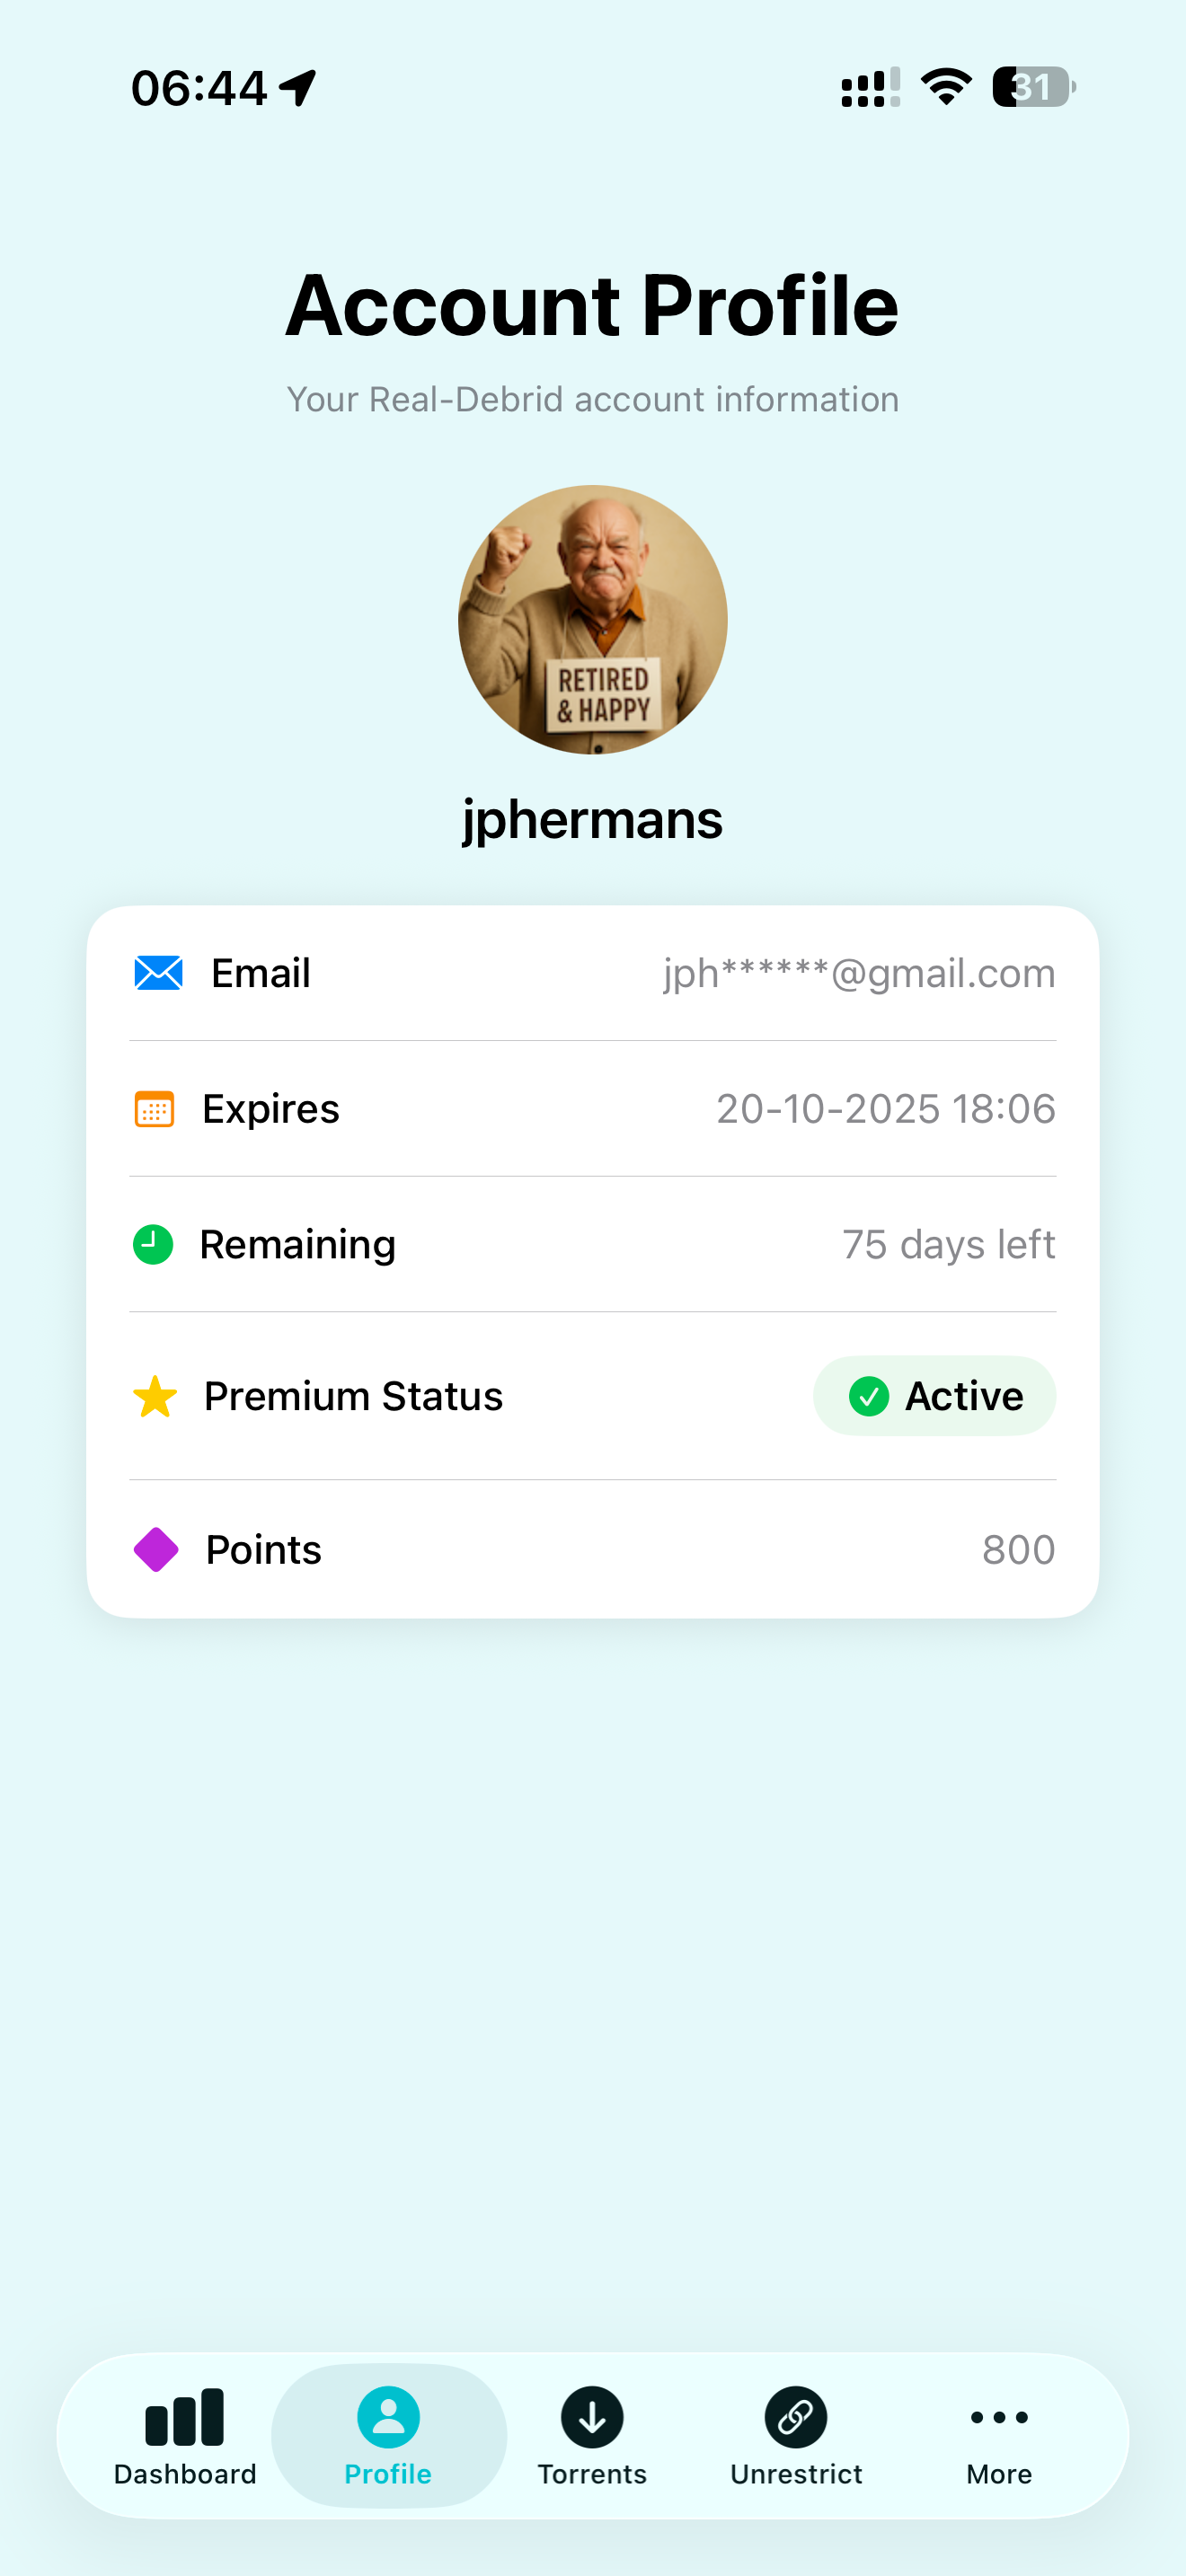 06:44
31
Account Profile
Your Real-Debrid account information
RETIRED
& HAPPY
jphermans
Email jph******@gmail.com
Expires 20-10-2025 18:06
Remaining 75 days left
Premium Status Active
Points 800
Dashboard Profile Torrents Unrestrict More